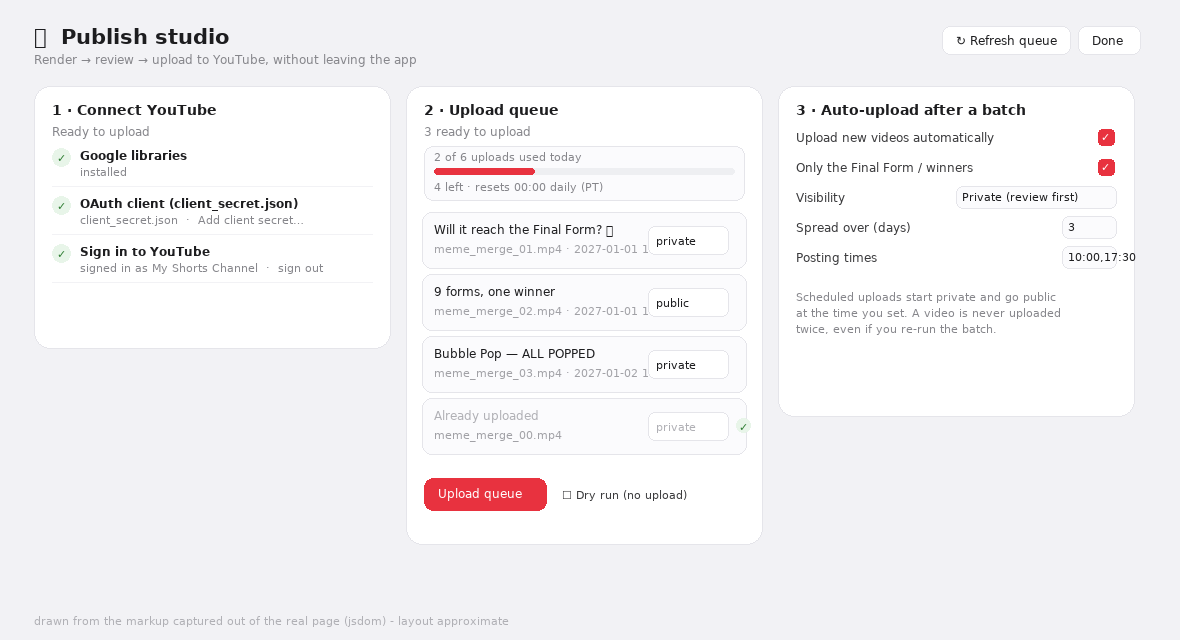 Publish studio
Render → review → upload to YouTube, without leaving the app
↻ Refresh queue
Done
1 · Connect YouTube
Ready to upload
✓ Google libraries
installed
✓ OAuth client (client_secret.json)
client_secret.json · Add client secret…
✓ Sign in to YouTube
signed in as My Shorts Channel · sign out
2 · Upload queue
3 ready to upload
2 of 6 uploads used today
4 left · resets 00:00 daily (PT)
Will it reach the Final Form?
meme_merge_01.mp4 · 2027-01-01 1
private
9 forms, one winner
meme_merge_02.mp4 · 2027-01-01 1
public
Bubble Pop — ALL POPPED
meme_merge_03.mp4 · 2027-01-02 1
private
Already uploaded
meme_merge_00.mp4
private ✓
Upload queue
☐ Dry run (no upload)
3 · Auto-upload after a batch
Upload new videos automatically ✓
Only the Final Form / winners ✓
Visibility Private (review first)
Spread over (days) 3
Posting times 10:00,17:30
Scheduled uploads start private and go public
at the time you set. A video is never uploaded
twice, even if you re-run the batch.
drawn from the markup captured out of the real page (jsdom) - layout approximate